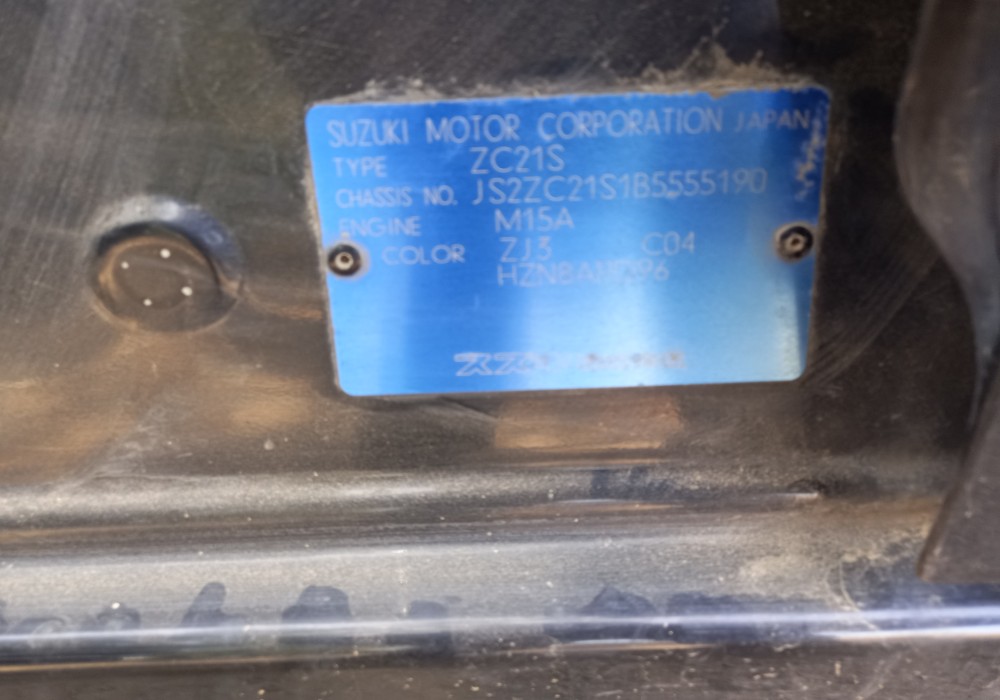 SUZUKI MOTOR CORPORATION JAPAN
TYPE ZC21S
CHASSIS NO. JS2ZC21S1B5555190
ENGINE M15A
COLOR ZJ3 C04